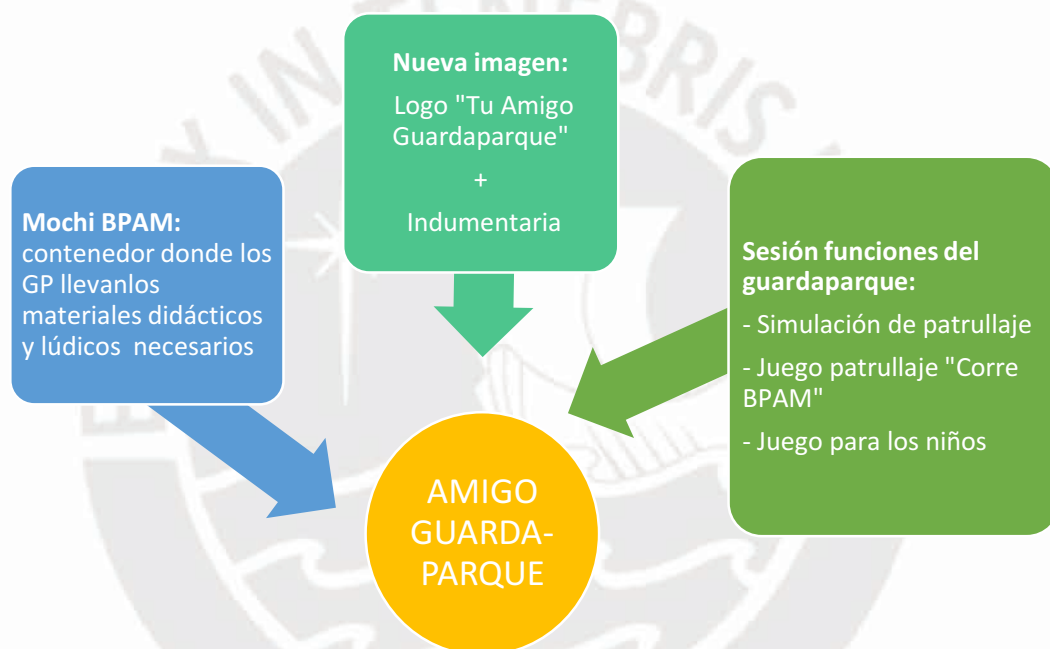 Nueva imagen:
Logo "Tu Amigo
Guardaparque"
+
Indumentaria
Mochi BPAM:
contenedor donde los
GP llevanlos
materiales didácticos
y lúdicos necesarios
Sesión funciones del
guardaparque:
- Simulación de patrullaje
- Juego patrullaje "Corre
BPAM"
- Juego para los niños
AMIGO
GUARDA-
PARQUE